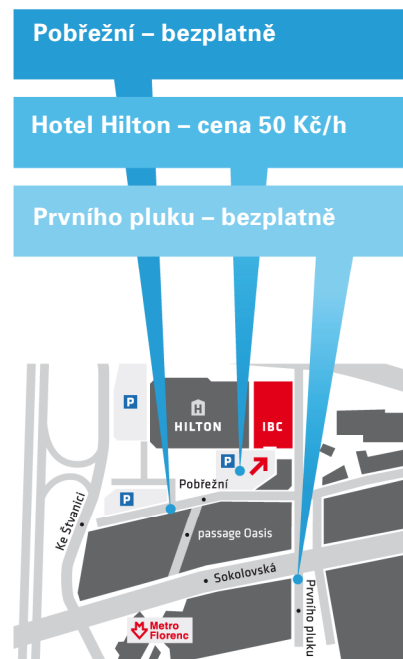 Pobřežní – bezplatně
Hotel Hilton – cena 50 Kč/h
Prvního pluku – bezplatně
P
H
HILTON
IBC
P
Pobřežní
P
Ke Štvanici
passage Oasis
Sokolovská
Prvního pluku
Metro
Florenc